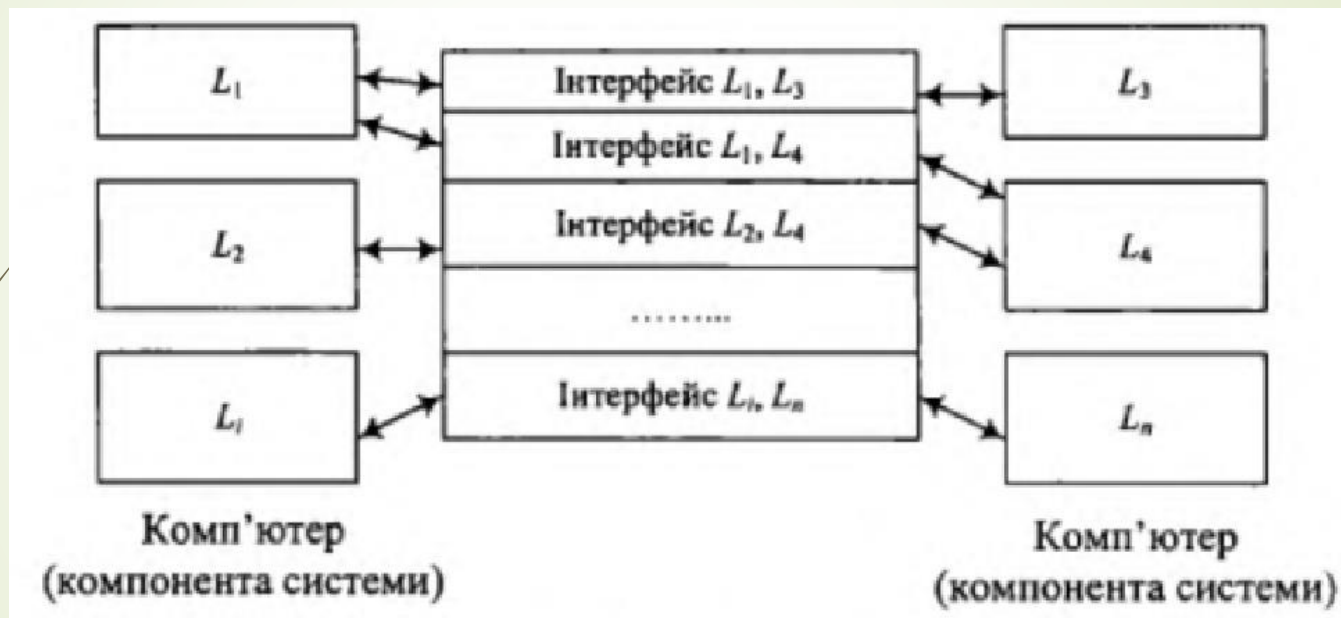 L₁
Інтерфейс L₁, L₃
L₃
Інтерфейс L₁, L₄
L₂
Інтерфейс L₂, L₄
L₄
.........
Lᵢ
Інтерфейс Lᵢ, Lₙ
Lₙ
Комп’ютер
(компонента системи)
Комп’ютер
(компонента системи)